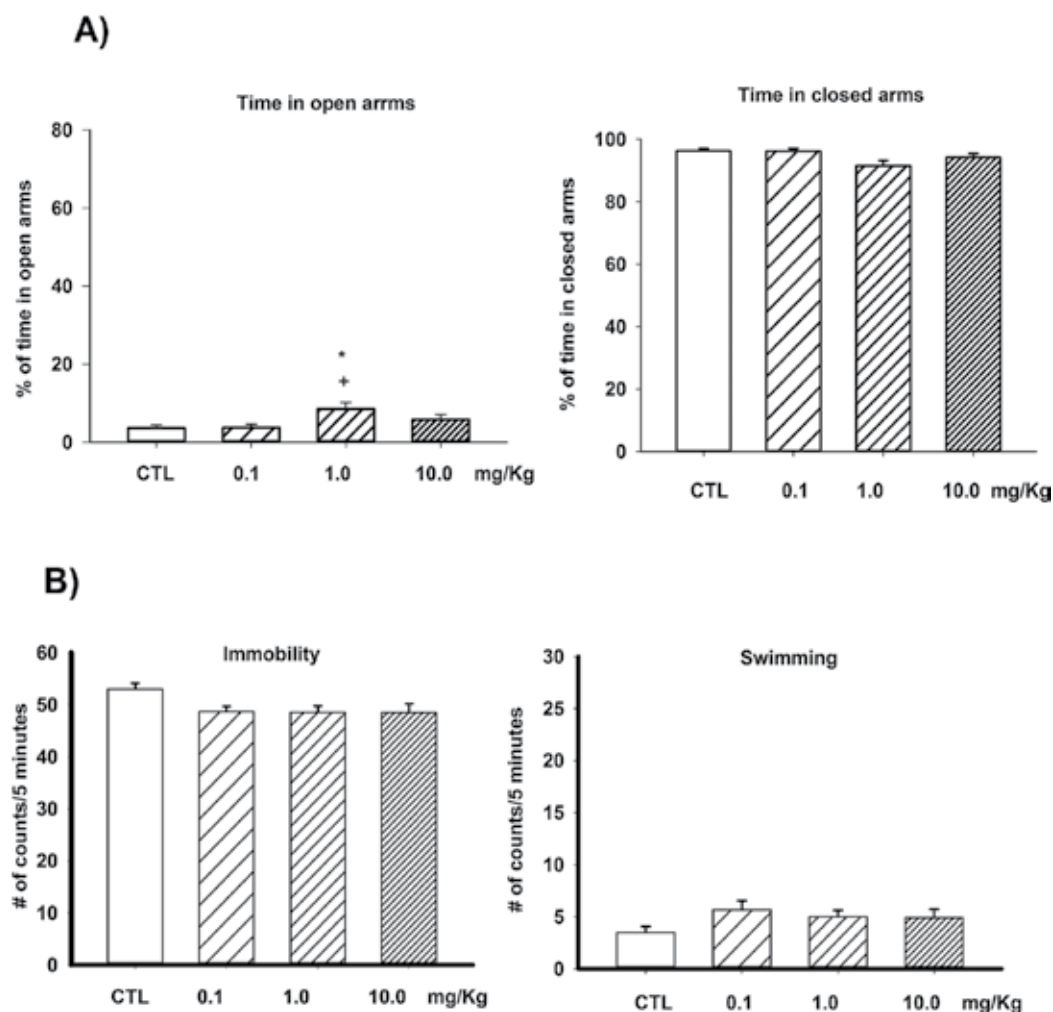 A)
Time in open arrms
% of time in open arms
80
60
40
20
0
*
+
CTL 0.1 1.0 10.0 mg/Kg
Time in closed arms
% of time in closed arms
100
80
60
40
20
0
CTL 0.1 1.0 10.0 mg/Kg
B)
Immobility
# of counts/5 minutes
60
50
40
30
20
10
0
CTL 0.1 1.0 10.0 mg/Kg
Swimming
# of counts/5 minutes
30
25
20
15
10
5
0
CTL 0.1 1.0 10.0 mg/Kg